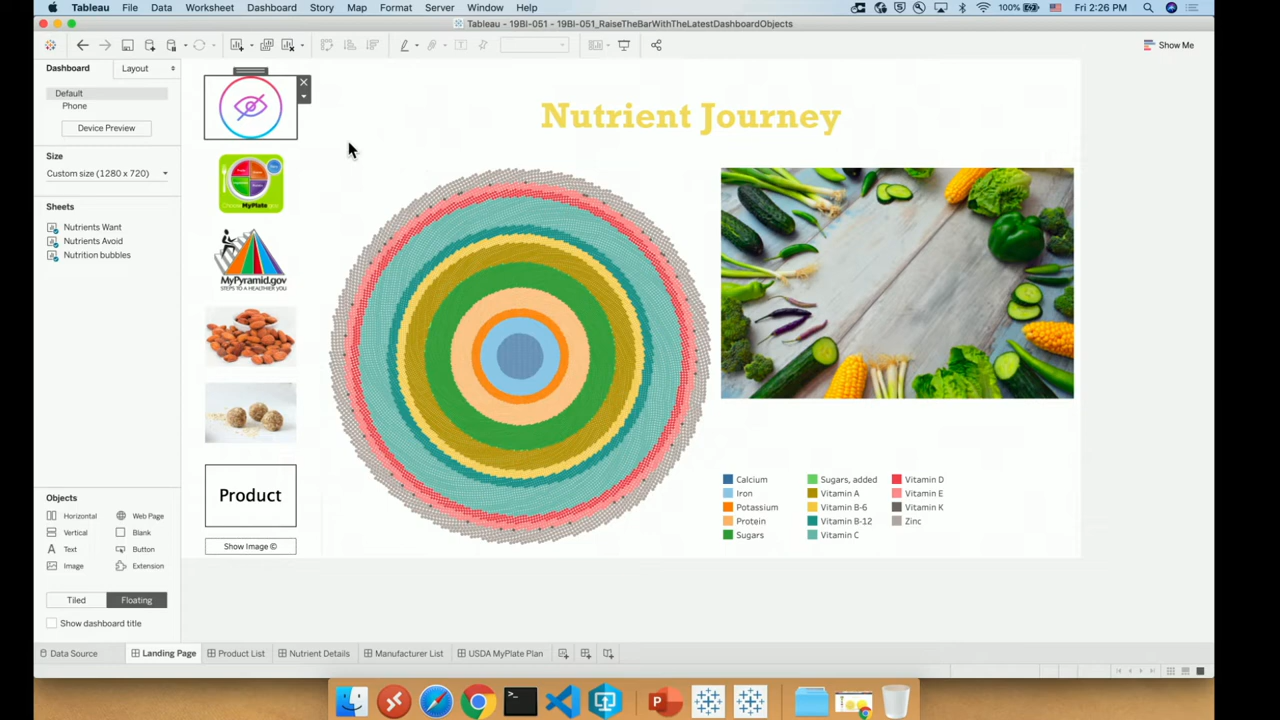 Tableau File Data Worksheet Dashboard Story Map Format Server Window Help
100% Fri 2:26 PM
Tableau - 19BI-051 - 19BI-051_RaiseTheBarWithTheLatestDashboardObjects
Show Me
Dashboard Layout
Default
Phone
Device Preview
Size
Custom size (1280 x 720)
Sheets
Nutrients Want
Nutrients Avoid
Nutrition bubbles
Objects
Horizontal Web Page
Vertical Blank
Text Button
Image Extension
Tiled Floating
Show dashboard title
Nutrient Journey
MyPyramid.gov
STEPS TO A HEALTHIER YOU
Product
Show Image ©
Calcium Sugars, added Vitamin D
Iron Vitamin A Vitamin E
Potassium Vitamin B-6 Vitamin K
Protein Vitamin B-12 Zinc
Sugars Vitamin C
Data Source Landing Page Product List Nutrient Details Manufacturer List USDA MyPlate Plan